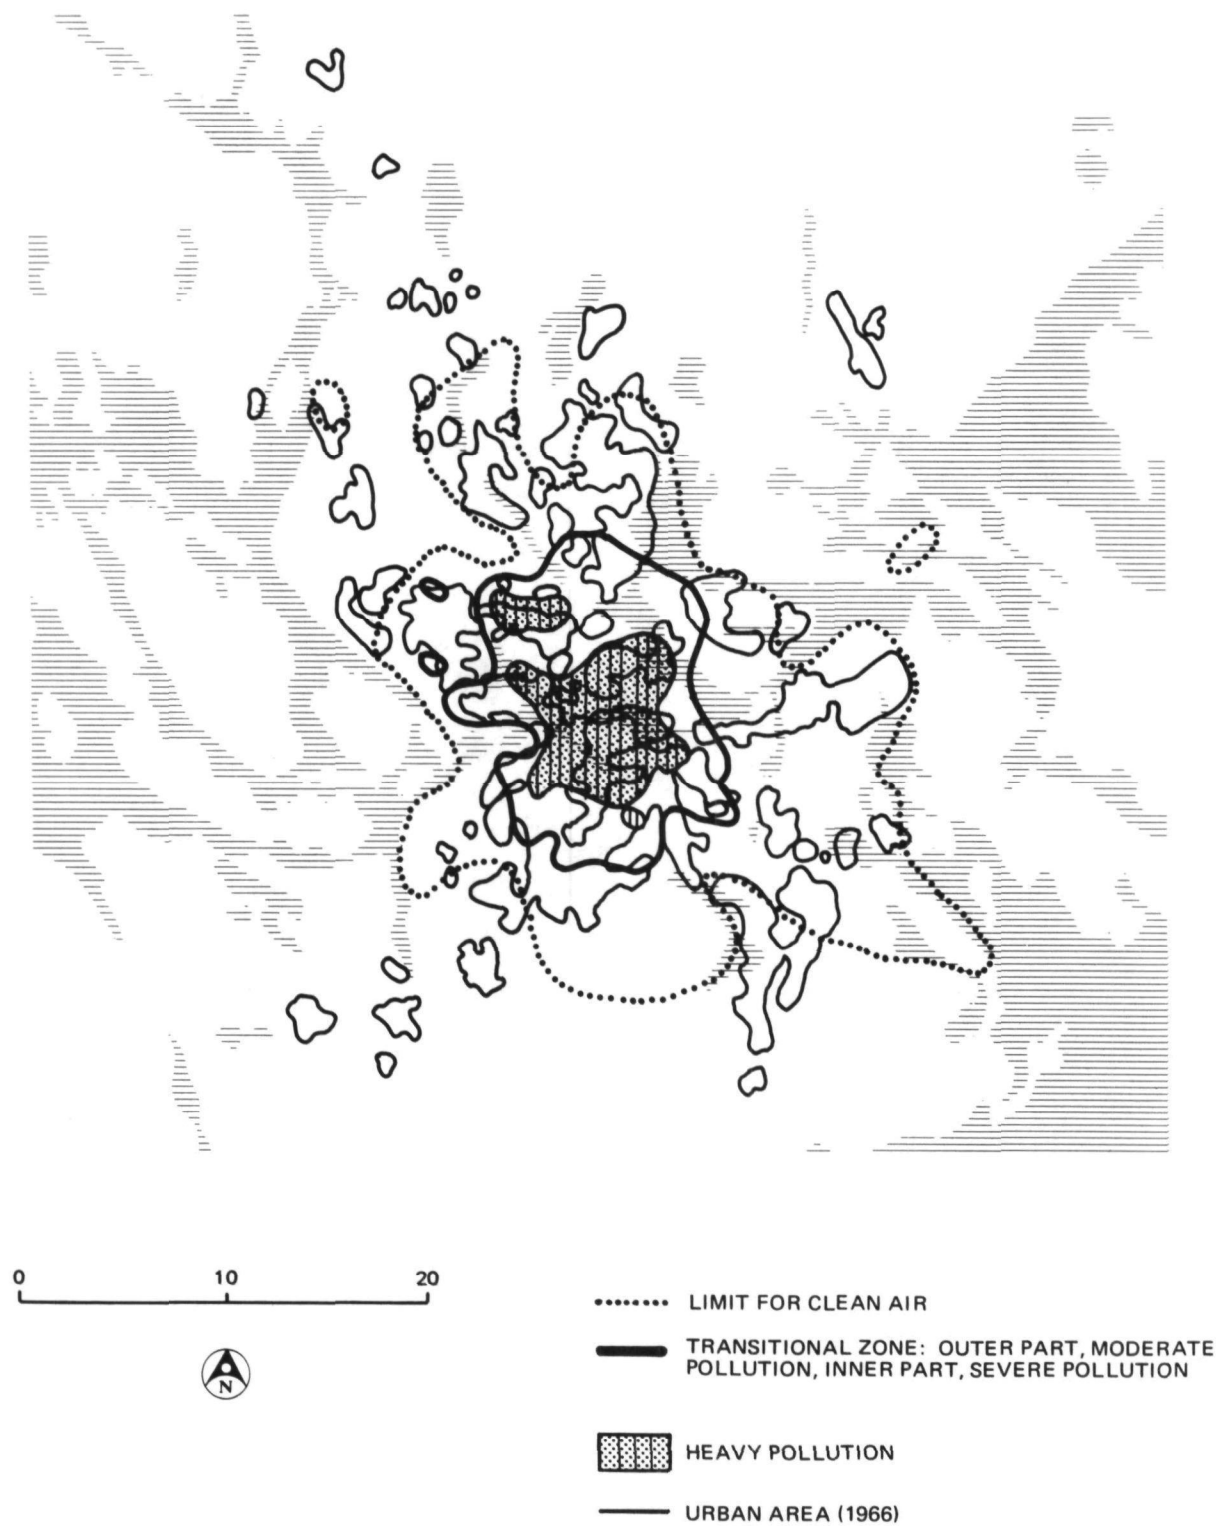 0 10 20
N
LIMIT FOR CLEAN AIR
TRANSITIONAL ZONE: OUTER PART, MODERATE
POLLUTION, INNER PART, SEVERE POLLUTION
HEAVY POLLUTION
URBAN AREA (1966)